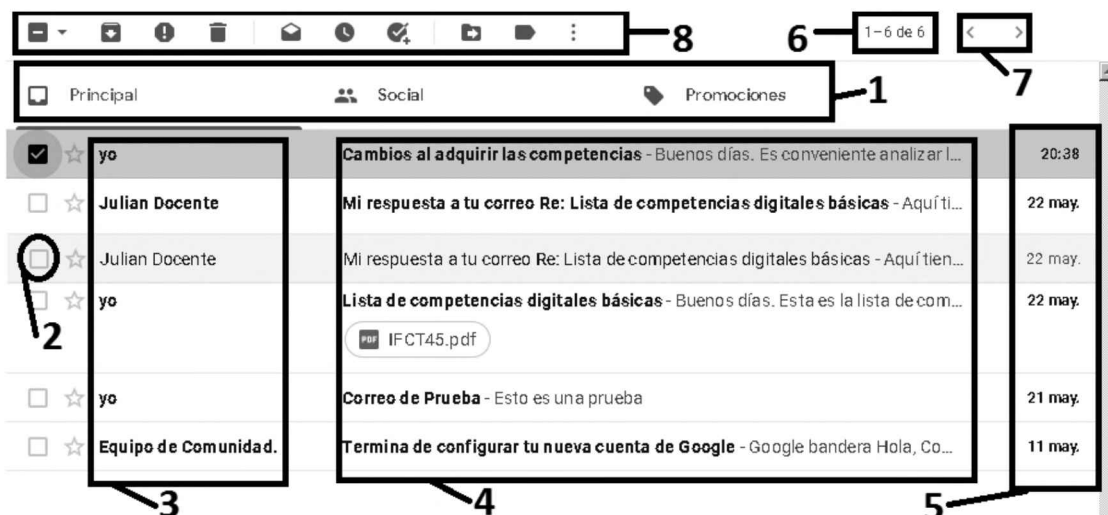 8
6
1-6 de 6
7
Principal
Social
Promociones
1
yo
Cambios al adquirir las competencias - Buenos días. Es conveniente analizar l...
20:38
Julian Docente
Mi respuesta a tu correo Re: Lista de competencias digitales básicas - Aquí ti...
22 may.
Julian Docente
Mi respuesta a tu correo Re: Lista de competencias digitales básicas - Aquí tien...
22 may.
2
yo
Lista de competencias digitales básicas - Buenos días. Esta es la lista de com...
22 may.
PDF IFCT45.pdf
yo
Correo de Prueba - Esto es una prueba
21 may.
Equipo de Comunidad.
Termina de configurar tu nueva cuenta de Google - Google bandera Hola, Co...
11 may.
3
4
5